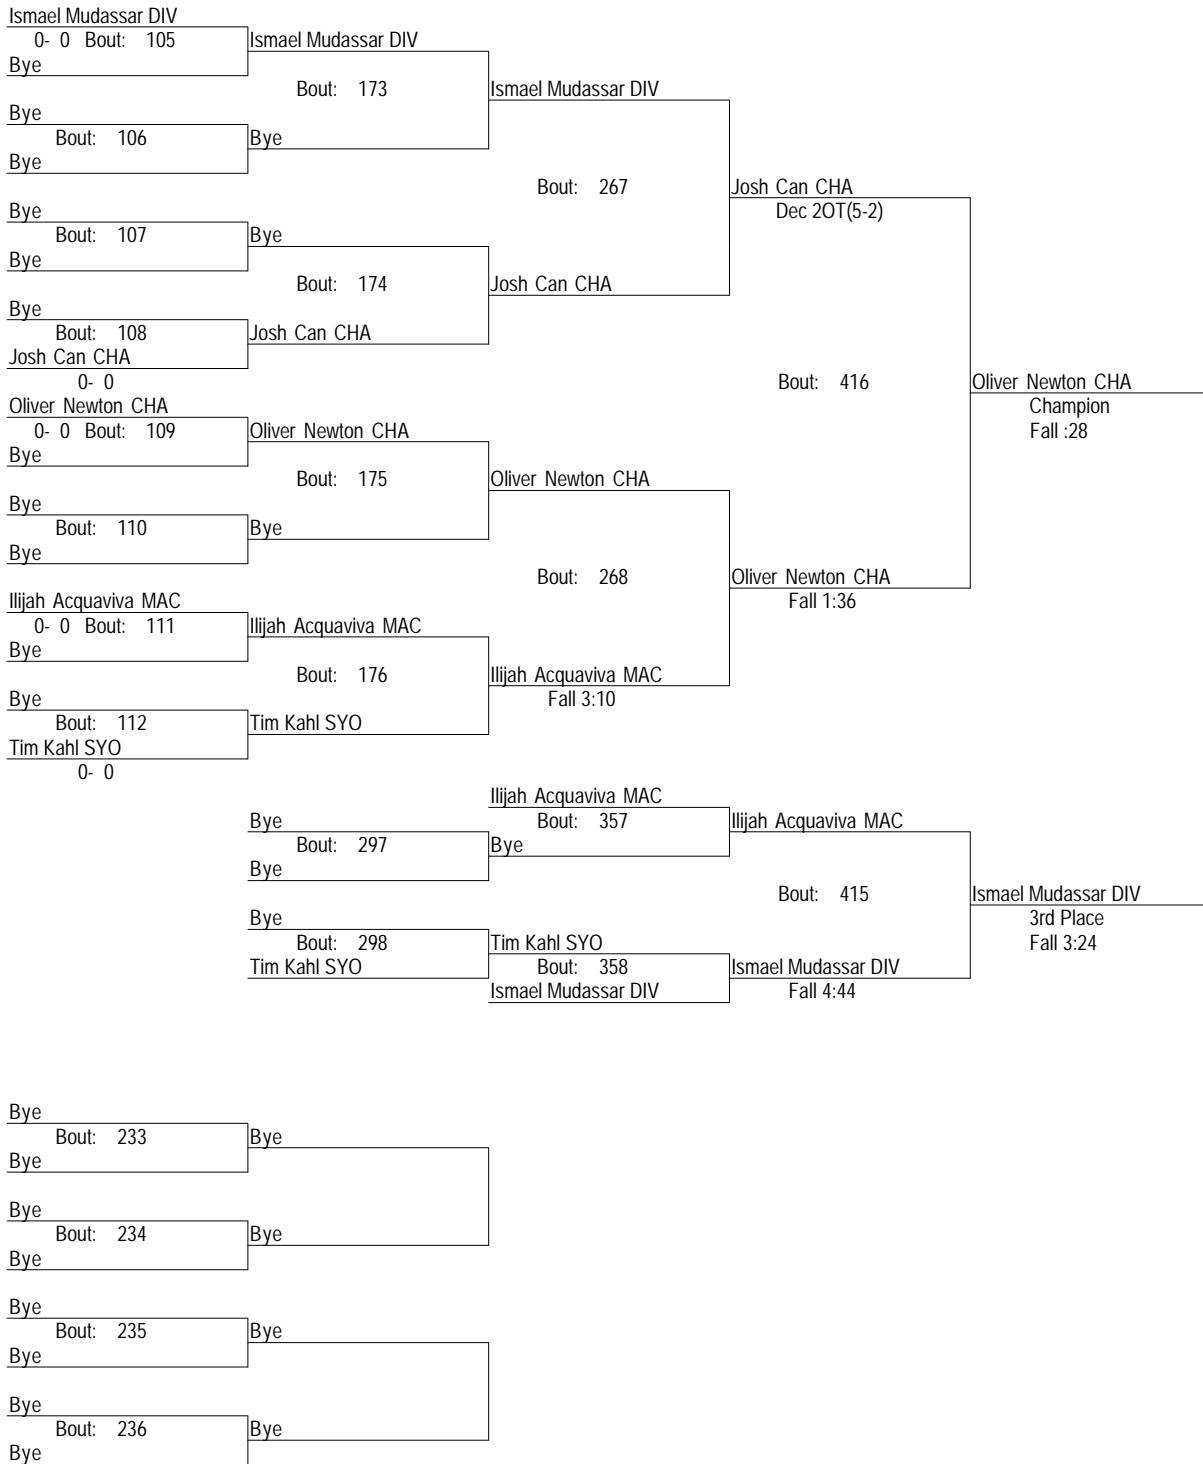 Ismael Mudassar DIV
0- 0 Bout: 105 Ismael Mudassar DIV
Bye
Bout: 173 Ismael Mudassar DIV
Bye
Bout: 106 Bye
Bye
Bout: 267 Josh Can CHA
Dec 2OT(5-2)
Bye
Bout: 107 Bye
Bye
Bout: 174 Josh Can CHA
Bye
Bout: 108 Josh Can CHA
Josh Can CHA
0- 0
Bout: 416 Oliver Newton CHA
Champion
Fall :28
Oliver Newton CHA
0- 0 Bout: 109 Oliver Newton CHA
Bye
Bout: 175 Oliver Newton CHA
Bye
Bout: 110 Bye
Bye
Bout: 268 Oliver Newton CHA
Fall 1:36
Ilijah Acquaviva MAC
0- 0 Bout: 111 Ilijah Acquaviva MAC
Bye
Bout: 176 Ilijah Acquaviva MAC
Fall 3:10
Bye
Bout: 112 Tim Kahl SYO
Tim Kahl SYO
0- 0
Ilijah Acquaviva MAC
Bye Bout: 357 Ilijah Acquaviva MAC
Bout: 297 Bye
Bye
Bout: 415 Ismael Mudassar DIV
3rd Place
Fall 3:24
Bye
Bout: 298 Tim Kahl SYO
Tim Kahl SYO Bout: 358 Ismael Mudassar DIV
Ismael Mudassar DIV Fall 4:44
Bye
Bout: 233 Bye
Bye
Bye
Bout: 234 Bye
Bye
Bye
Bout: 235 Bye
Bye
Bye
Bout: 236 Bye
Bye